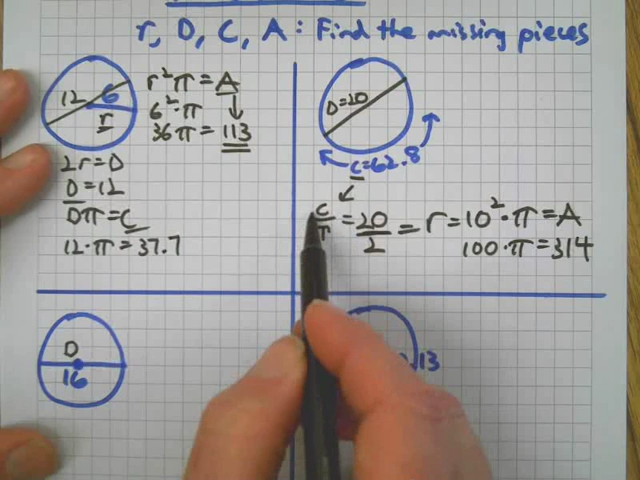 r, D, C, A: Find the missing pieces
12 6
r
r²π = A
6²·π
36π = 113
2r=D
D=12
Dπ=C
12·π=37.7
D=20
C=62.8
C/π = 20/2 = r=10²·π=A
100·π=314
D
16
13